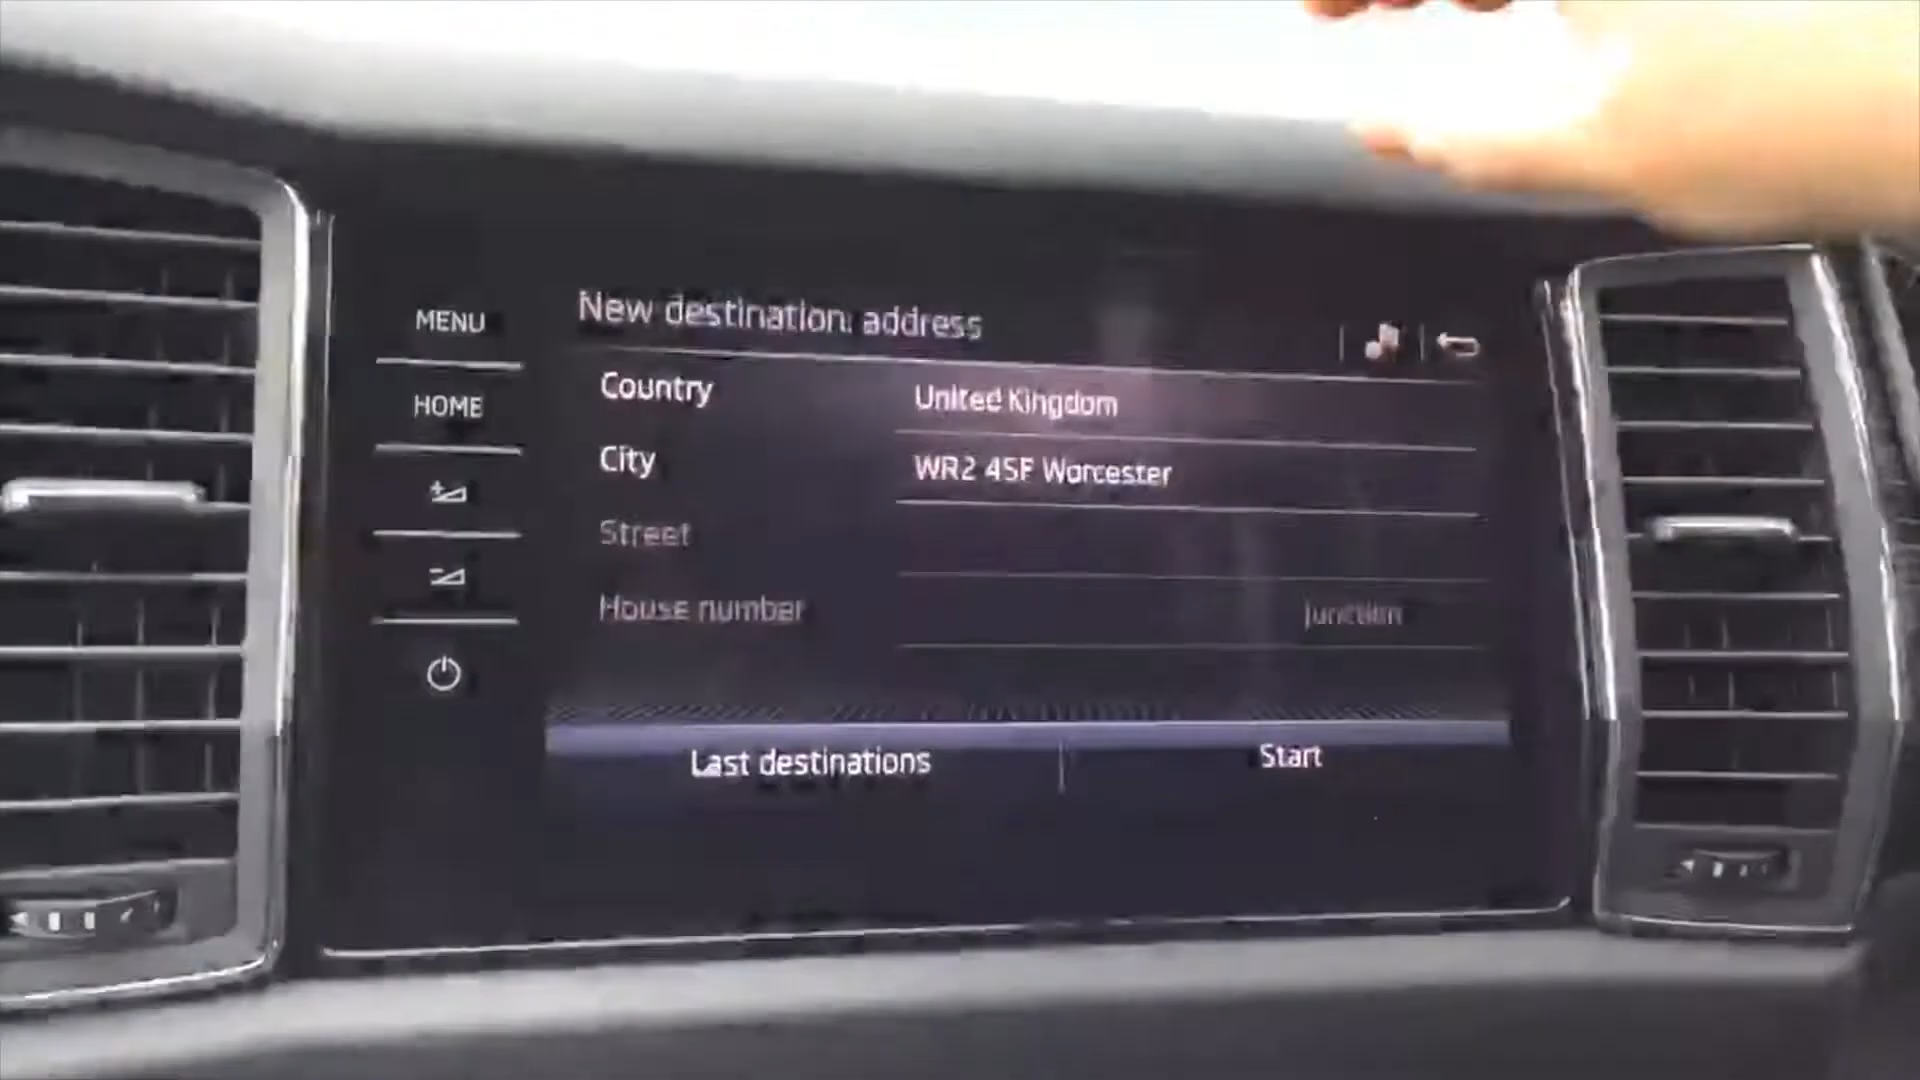 MENU
HOME
New destination: address
Country
United Kingdom
City
WR2 4SF Worcester
Street
House number
Junction
Last destinations
Start